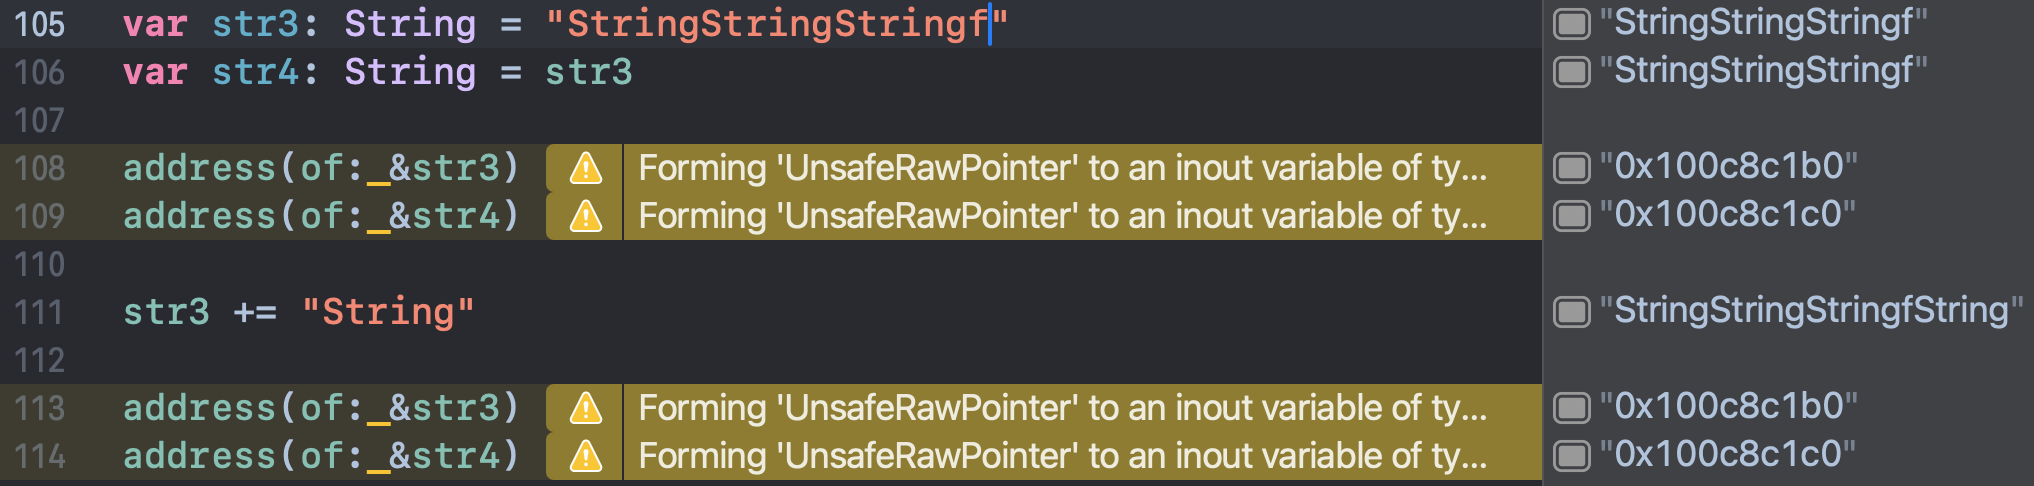 105 var str3: String = "StringStringStringf" "StringStringStringf"
106 var str4: String = str3 "StringStringStringf"
107
108 address(of: &str3) Forming 'UnsafeRawPointer' to an inout variable of ty... "0x100c8c1b0"
109 address(of: &str4) Forming 'UnsafeRawPointer' to an inout variable of ty... "0x100c8c1c0"
110
111 str3 += "String" "StringStringStringfString"
112
113 address(of: &str3) Forming 'UnsafeRawPointer' to an inout variable of ty... "0x100c8c1b0"
114 address(of: &str4) Forming 'UnsafeRawPointer' to an inout variable of ty... "0x100c8c1c0"